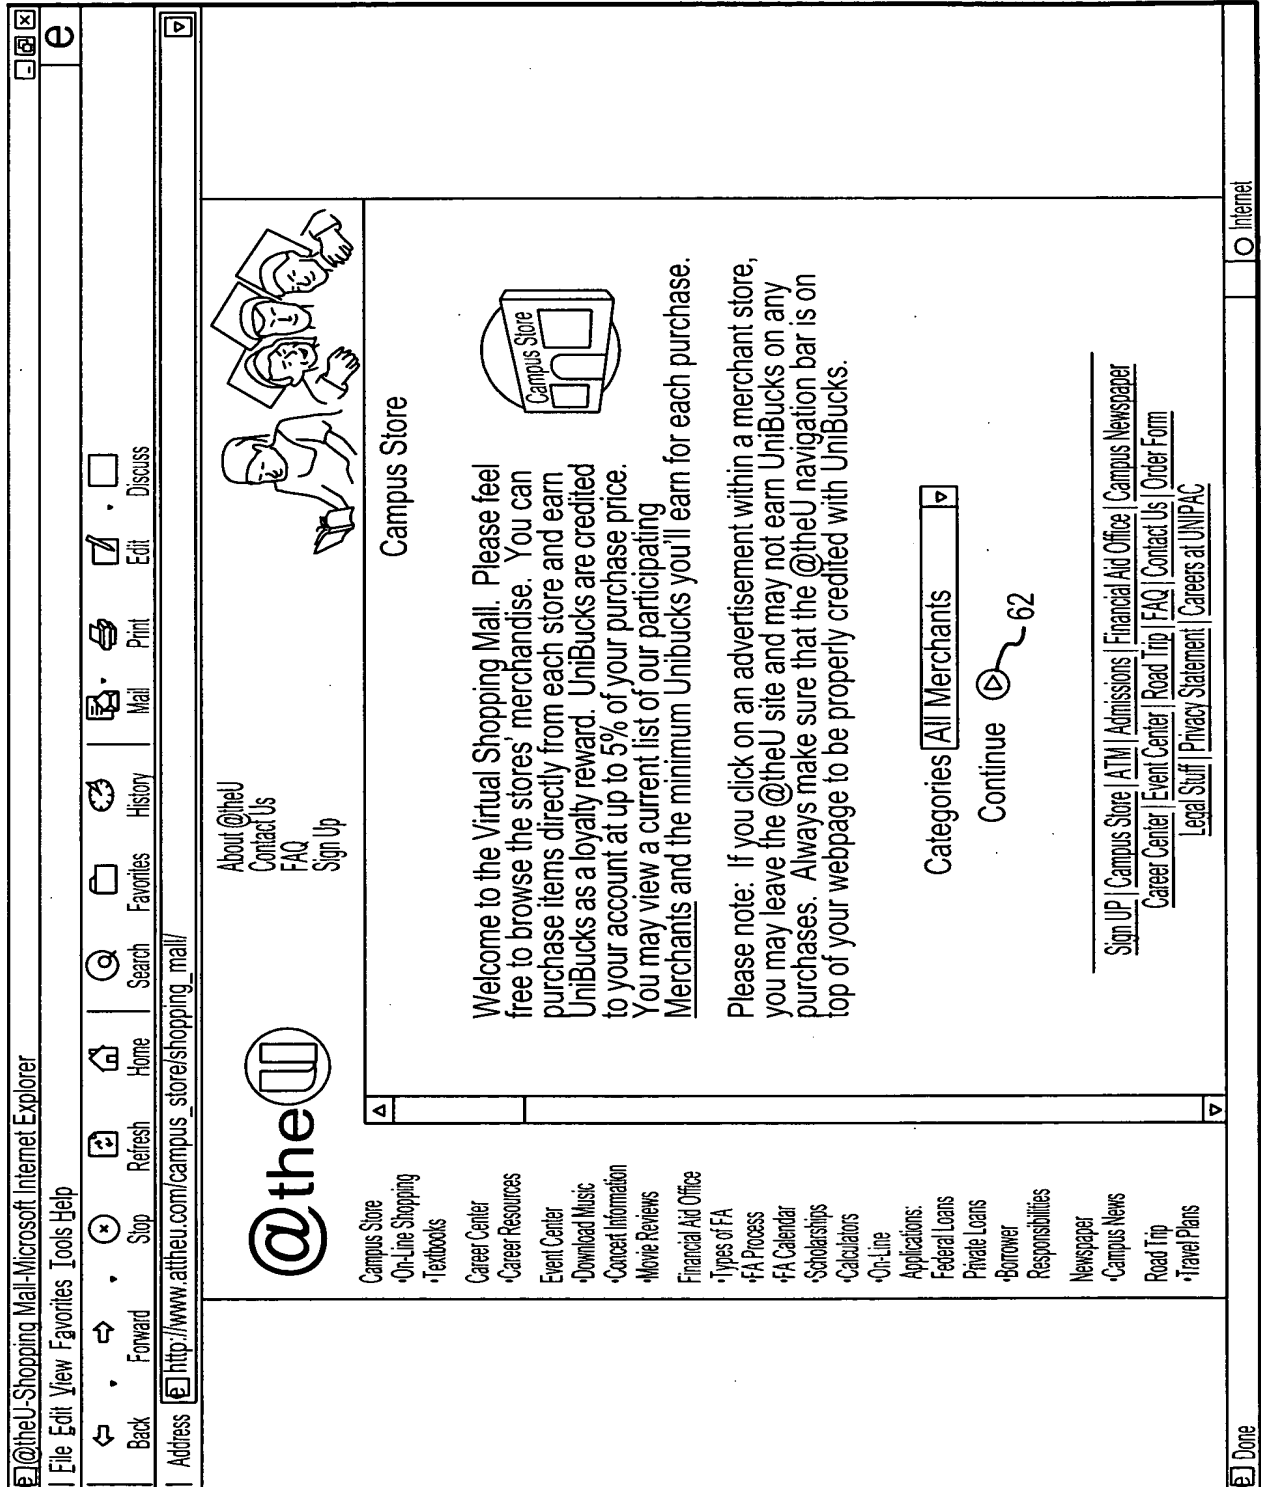 @theU-Shopping Mall-Microsoft Internet Explorer
File Edit View Favorites Tools Help
Back Forward Stop Refresh Home Search Favorites History Mail Print Edit Discuss
Address http://www.attheu.com/campus_store/shopping_mall/
@the U
About @theU
Contact Us
FAQ
Sign Up
Campus Store
•On-Line Shopping
•Textbooks
Career Center
•Career Resources
Event Center
•Download Music
•Concert Information
•Movie Reviews
Financial Aid Office
•Types of FA
•FA Process
•FA Calendar
•Scholarships
•Calculators
•On-Line
Applications:
Federal Loans
Private Loans
•Borrower
Responsibilities
Newspaper
•Campus News
Road Trip
•Travel Plans
Campus Store
Campus Store
Welcome to the Virtual Shopping Mall. Please feel
free to browse the stores' merchandise. You can
purchase items directly from each store and earn
UniBucks as a loyalty reward. UniBucks are credited
to your account at up to 5% of your purchase price.
You may view a current list of our participating
Merchants and the minimum Unibucks you'll earn for each purchase.
Please note: If you click on an advertisement within a merchant store,
you may leave the @theU site and may not earn UniBucks on any
purchases. Always make sure that the @theU navigation bar is on
top of your webpage to be properly credited with UniBucks.
Categories All Merchants
Continue 62
Sign UP | Campus Store | ATM | Admissions | Financial Aid Office | Campus Newspaper
Career Center | Event Center | Road Trip | FAQ | Contact Us | Order Form
Legal Stuff | Privacy Statement | Careers at UNIPAC
Done Internet